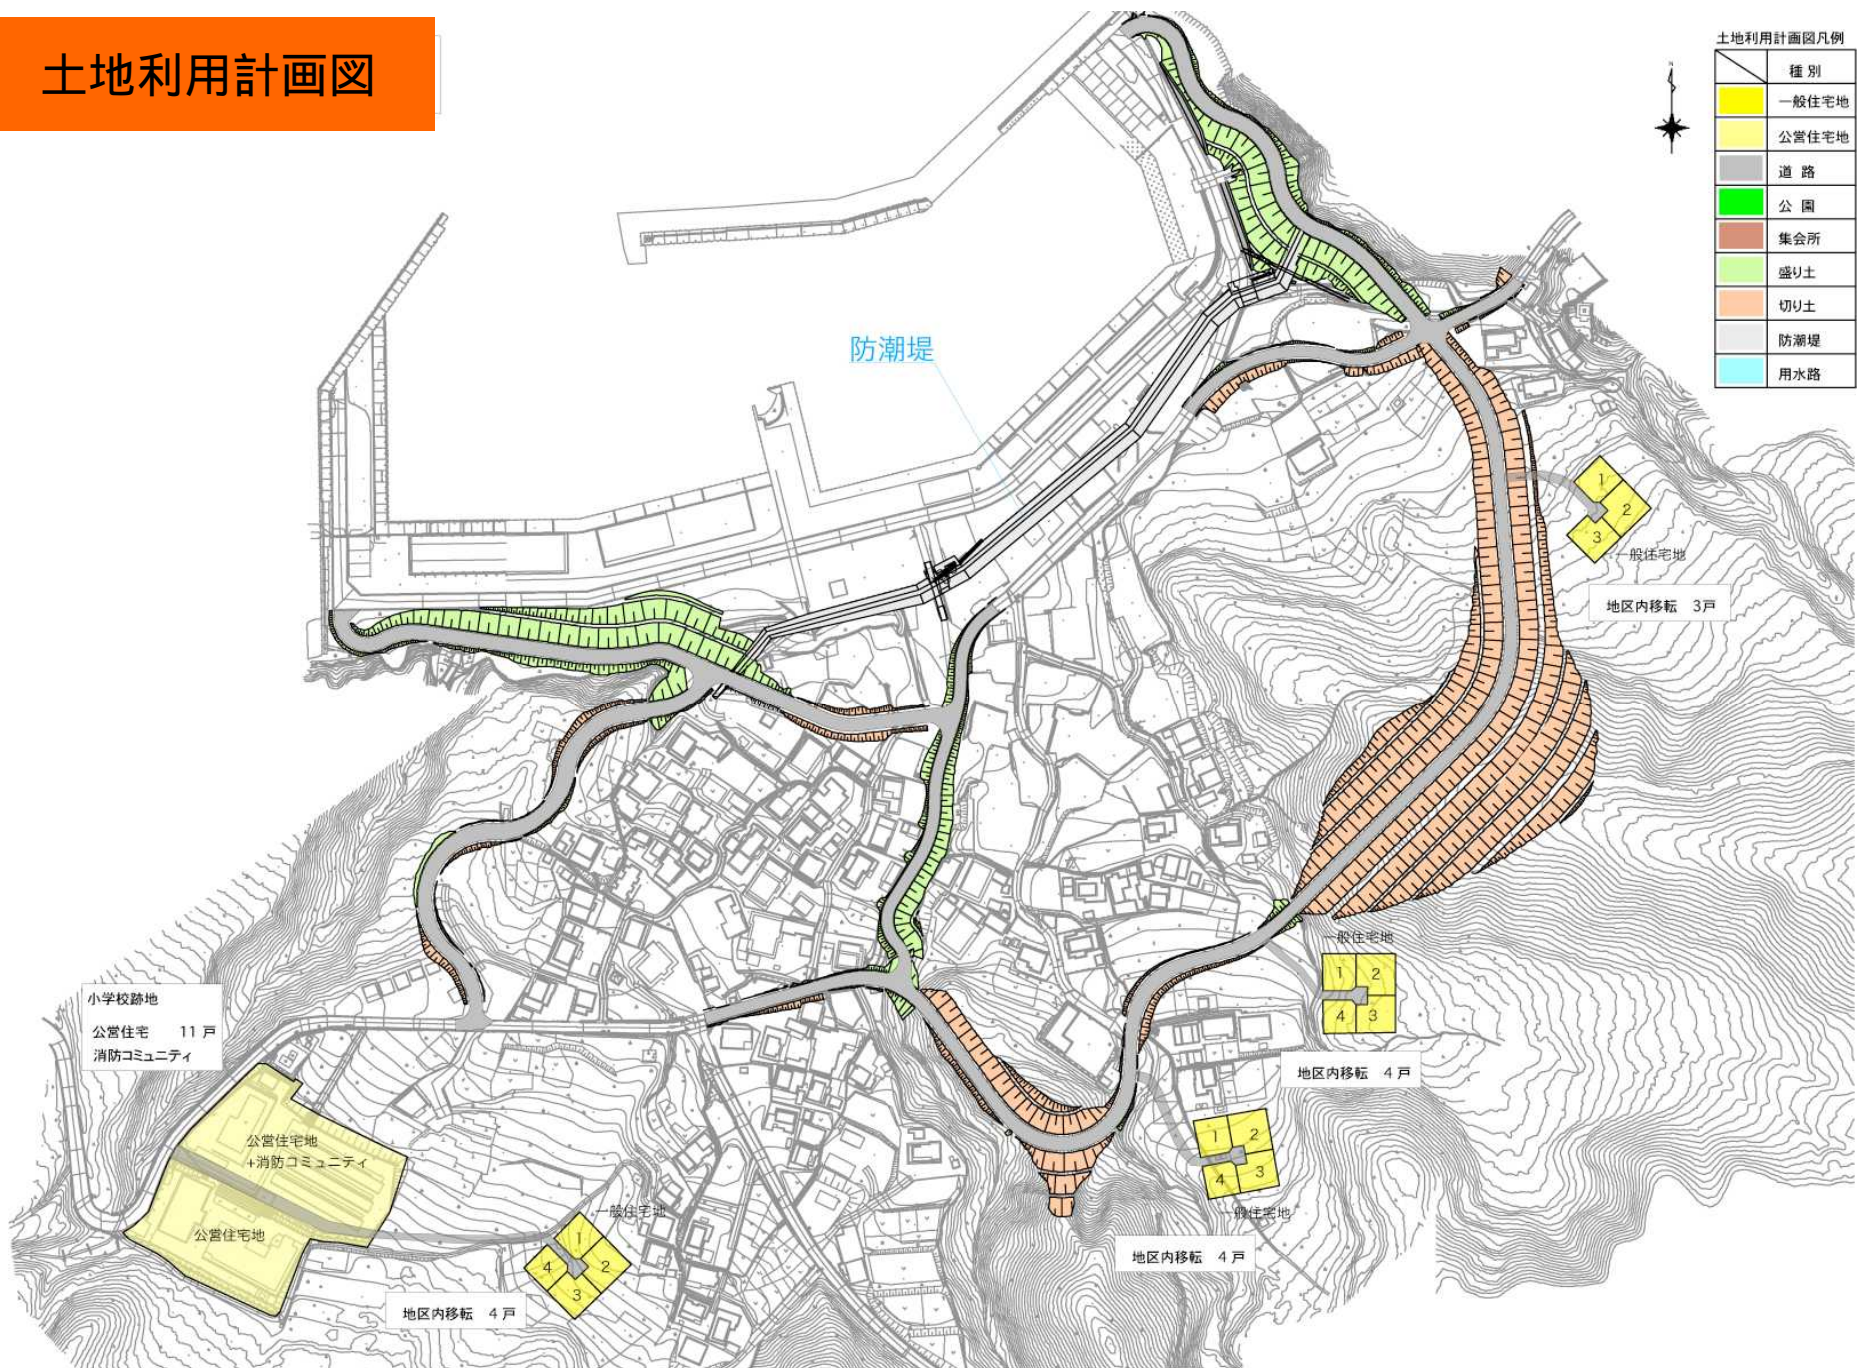 土地利用計画図
土地利用計画図凡例
種 別
一般住宅地
公営住宅地
道 路
公 園
集会所
盛り土
切り土
防潮堤
用水路
N
防潮堤
1
2
3
一般住宅地
地区内移転 3戸
一般住宅地
1
2
4
3
地区内移転 4戸
1
2
4
3
一般住宅地
地区内移転 4戸
小学校跡地
公営住宅 11戸
消防コミュニティ
公営住宅地
+消防コミュニティ
公営住宅地
一般住宅地
1
4
2
3
地区内移転 4戸